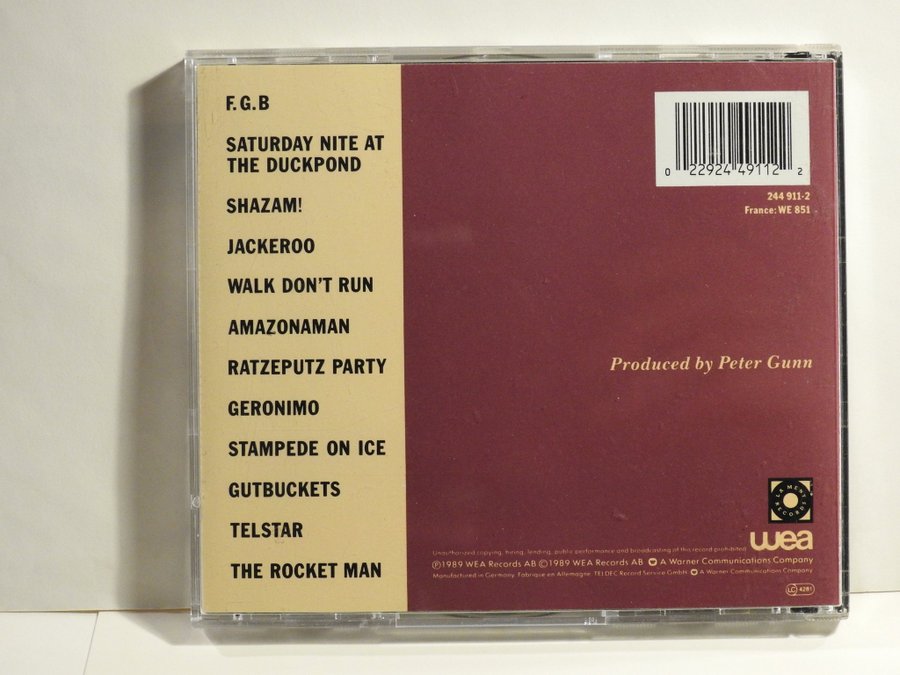 F.G.B
SATURDAY NITE AT
THE DUCKPOND
SHAZAM!
JACKEROO
WALK DON'T RUN
AMAZONAMAN
RATZEPUTZ PARTY
GERONIMO
STAMPEDE ON ICE
GUTBUCKETS
TELSTAR
THE ROCKET MAN
0 22924 49112 2
244 911-2
France: WE 851
Produced by Peter Gunn
LA MENT
RECORDS
wea
Unauthorized copying, hiring, lending, public performance and broadcasting of this record prohibited.
℗1989 WEA Records AB ©1989 WEA Records AB A Warner Communications Company
Manufactured in Germany. Fabriqué en Allemagne. TELDEC Record Service GmbH. A Warner Communications Company
LC 4281